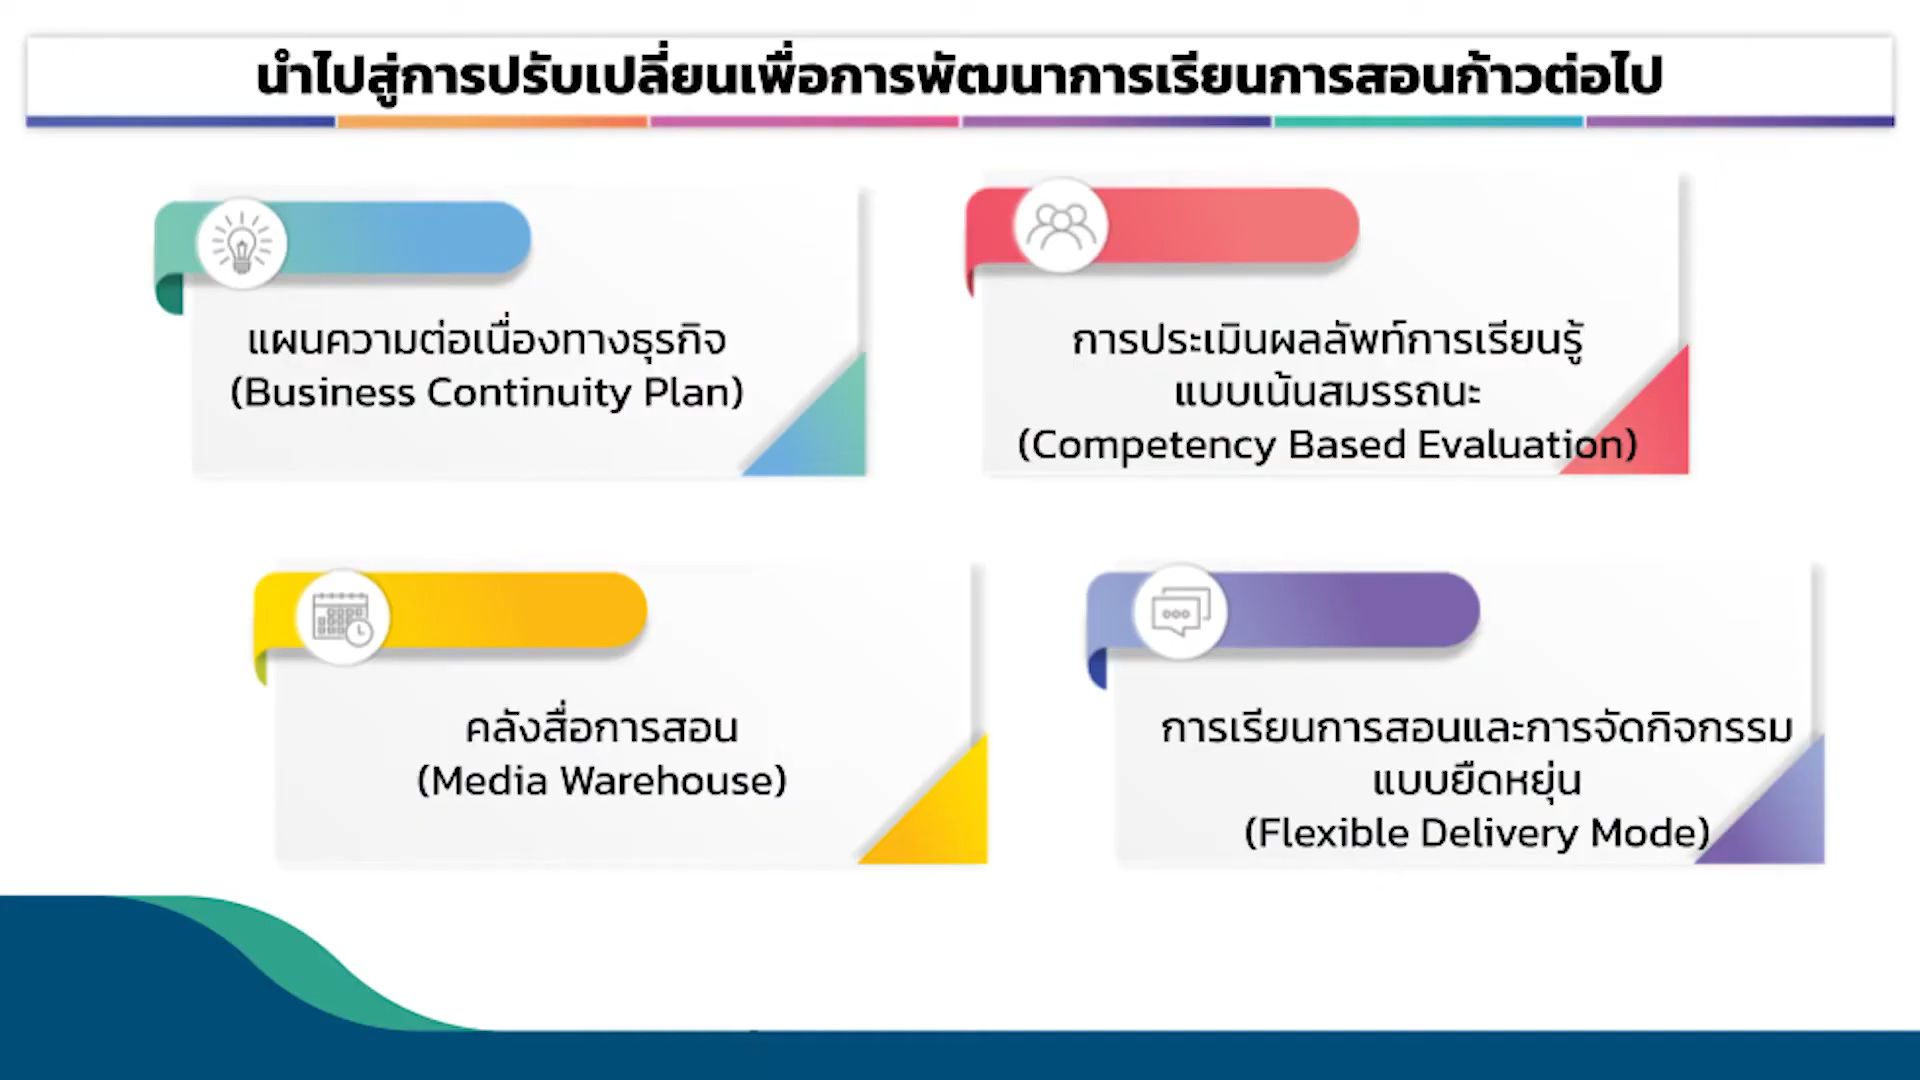 นำไปสู่การปรับเปลี่ยนเพื่อการพัฒนาการเรียนการสอนก้าวต่อไป
แผนความต่อเนื่องทางธุรกิจ
(Business Continuity Plan)
การประเมินผลลัพท์การเรียนรู้
แบบเน้นสมรรถนะ
(Competency Based Evaluation)
คลังสื่อการสอน
(Media Warehouse)
การเรียนการสอนและการจัดกิจกรรม
แบบยืดหยุ่น
(Flexible Delivery Mode)